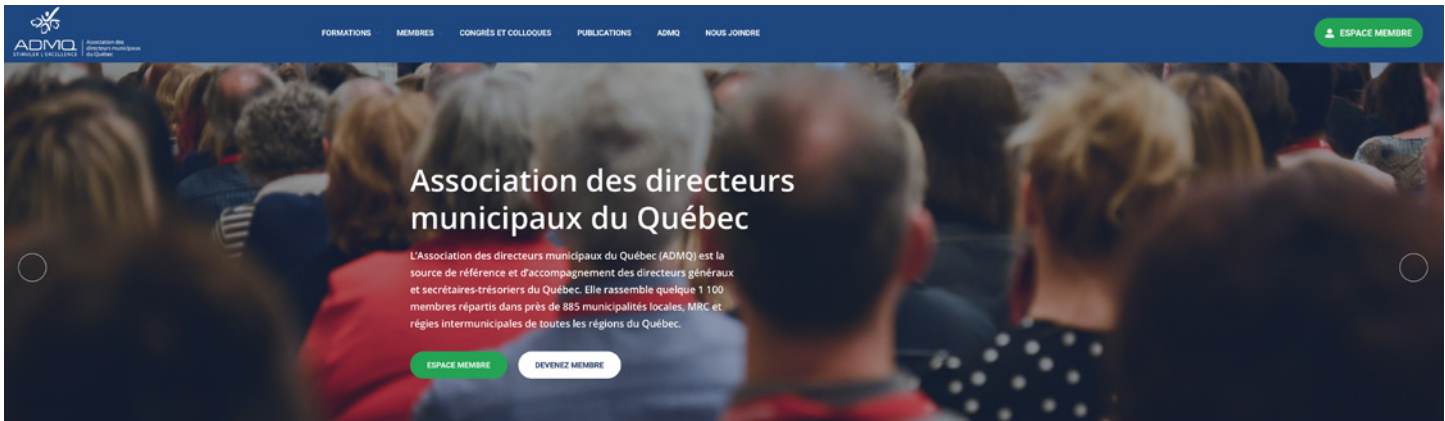 ADMQ
STIMULER L'EXCELLENCE
Association des
directeurs municipaux
du Québec
FORMATIONS
MEMBRES
CONGRÈS ET COLLOQUES
PUBLICATIONS
ADMQ
NOUS JOINDRE
ESPACE MEMBRE
Association des directeurs
municipaux du Québec
L'Association des directeurs municipaux du Québec (ADMQ) est la
source de référence et d'accompagnement des directeurs généraux
et secrétaires-trésoriers du Québec. Elle rassemble quelque 1 100
membres répartis dans près de 885 municipalités locales, MRC et
régies intermunicipales de toutes les régions du Québec.
ESPACE MEMBRE
DEVENEZ MEMBRE